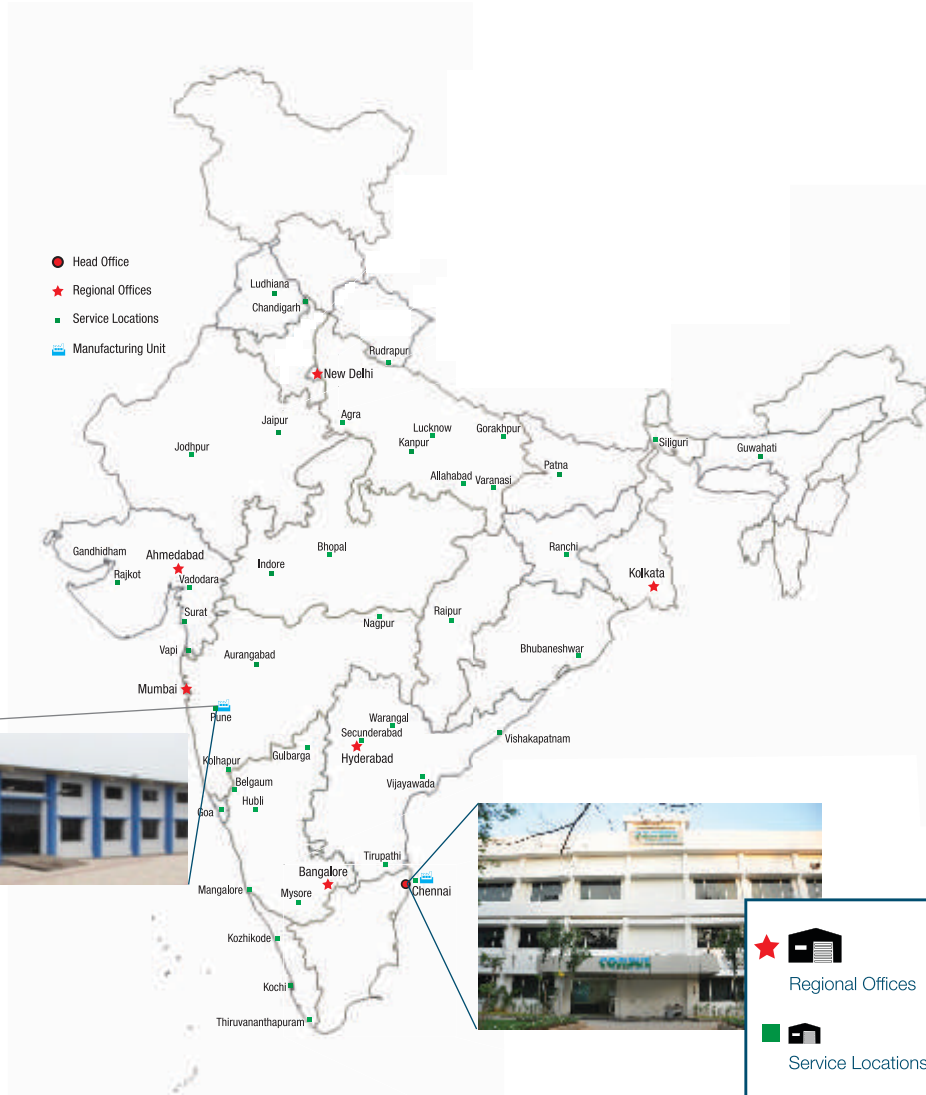 Head Office
Regional Offices
Service Locations
Manufacturing Unit
Ludhiana
Chandigarh
Rudrapur
New Delhi
Agra
Jaipur
Lucknow
Kanpur
Gorakhpur
Jodhpur
Siliguri
Guwahati
Patna
Allahabad
Varanasi
Gandhidham
Ahmedabad
Bhopal
Ranchi
Rajkot
Vadodara
Indore
Kolkata
Surat
Nagpur
Raipur
Vapi
Aurangabad
Bhubaneshwar
Mumbai
Pune
Warangal
Secunderabad
Vishakapatnam
Gulbarga
Hyderabad
Kolhapur
Belgaum
Vijayawada
Goa
Hubli
Tirupathi
Bangalore
Chennai
Mangalore
Mysore
Kozhikode
Kochi
Thiruvananthapuram
Regional Offices
Service Locations